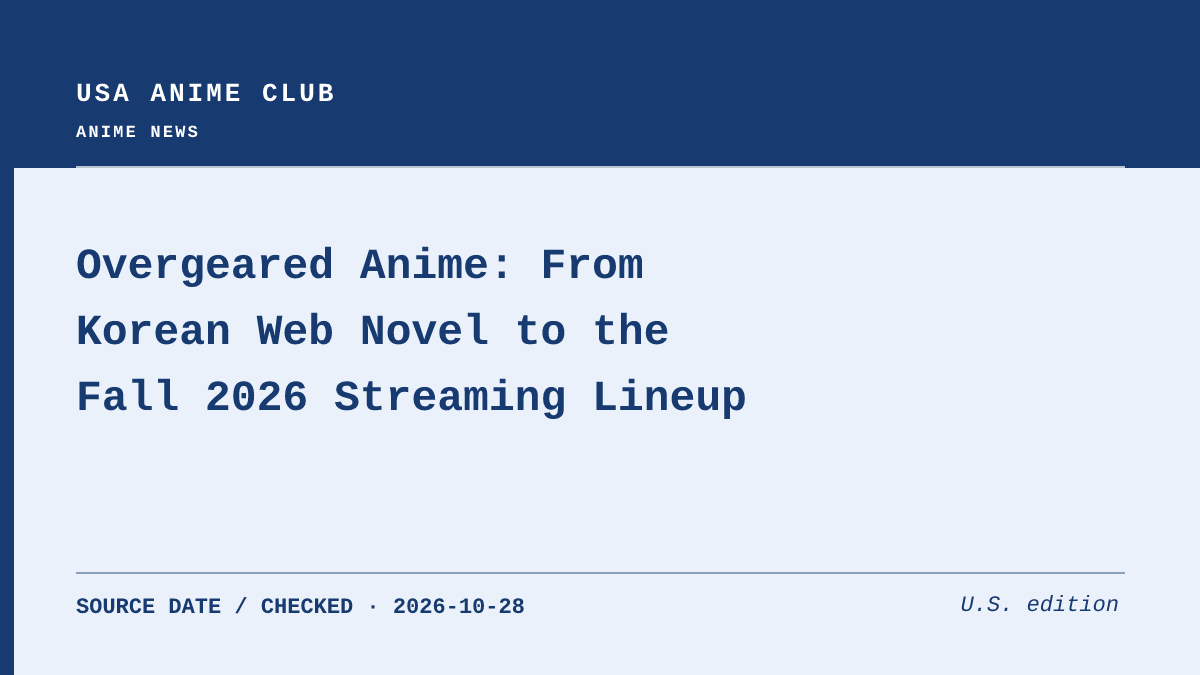 USA ANIME CLUB
ANIME NEWS
Overgeared Anime: From
Korean Web Novel to the
Fall 2026 Streaming Lineup
SOURCE DATE / CHECKED · 2026-10-28
U.S. edition